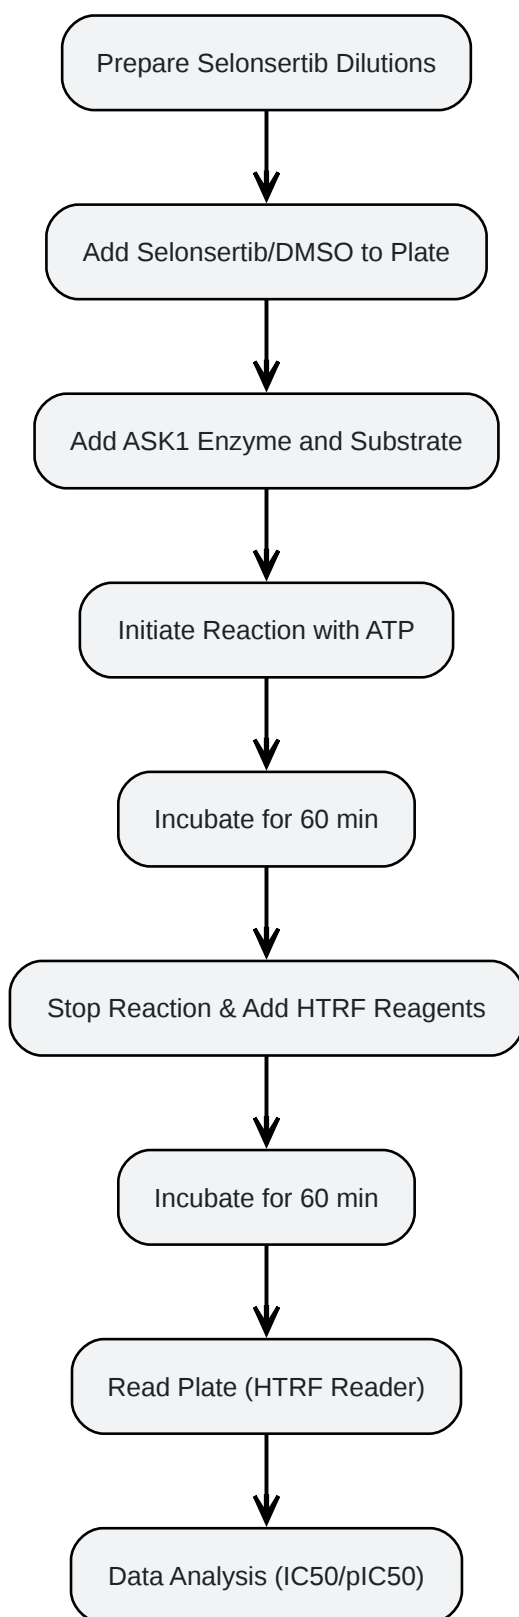 Prepare Selonsertib Dilutions
Add Selonsertib/DMSO to Plate
Add ASK1 Enzyme and Substrate
Initiate Reaction with ATP
Incubate for 60 min
Stop Reaction & Add HTRF Reagents
Incubate for 60 min
Read Plate (HTRF Reader)
Data Analysis (IC50/pIC50)